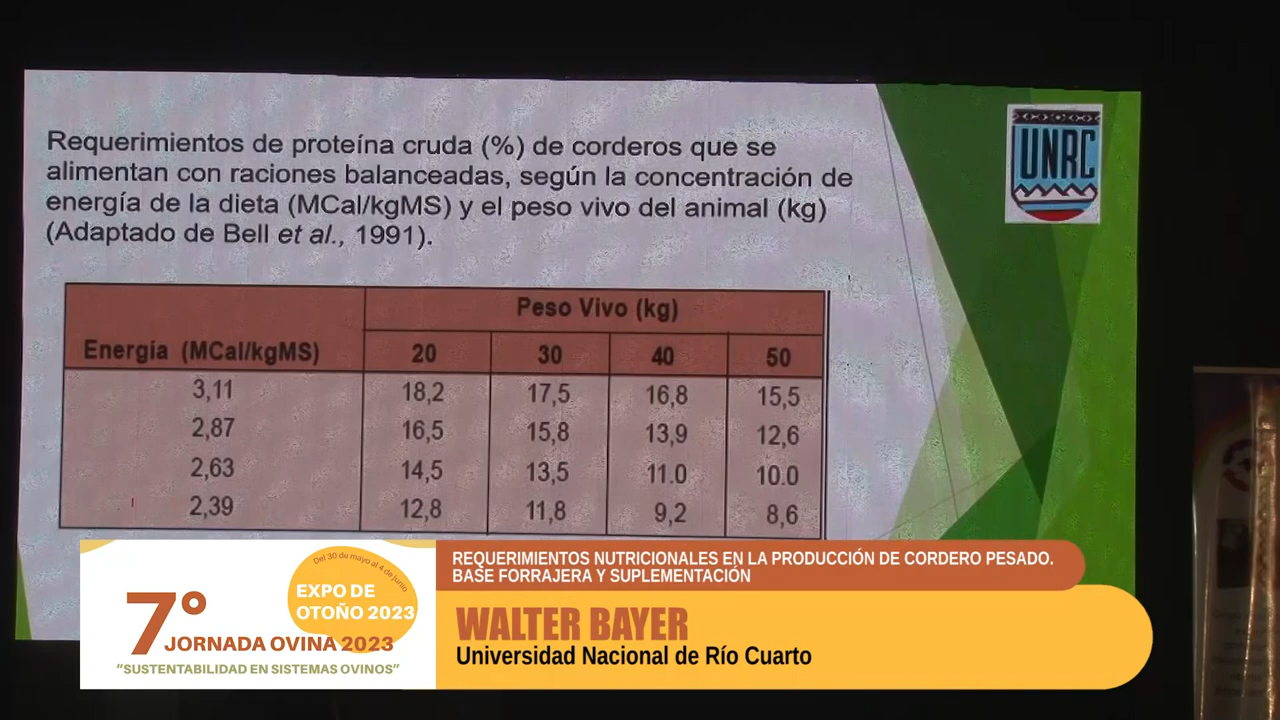 Requerimientos de proteína cruda (%) de corderos que se
alimentan con raciones balanceadas, según la concentración de
energía de la dieta (MCal/kgMS) y el peso vivo del animal (kg)
(Adaptado de Bell et al., 1991).
UNRC
Peso Vivo (kg)
Energía (MCal/kgMS) 20 30 40 50
3,11 18,2 17,5 16,8 15,5
2,87 16,5 15,8 13,9 12,6
2,63 14,5 13,5 11.0 10.0
2,39 12,8 11,8 9,2 8,6
Del 30 de mayo al 4 de junio
EXPO DE
OTOÑO 2023
7°
JORNADA OVINA 2023
“SUSTENTABILIDAD EN SISTEMAS OVINOS”
REQUERIMIENTOS NUTRICIONALES EN LA PRODUCCIÓN DE CORDERO PESADO.
BASE FORRAJERA Y SUPLEMENTACIÓN
WALTER BAYER
Universidad Nacional de Río Cuarto